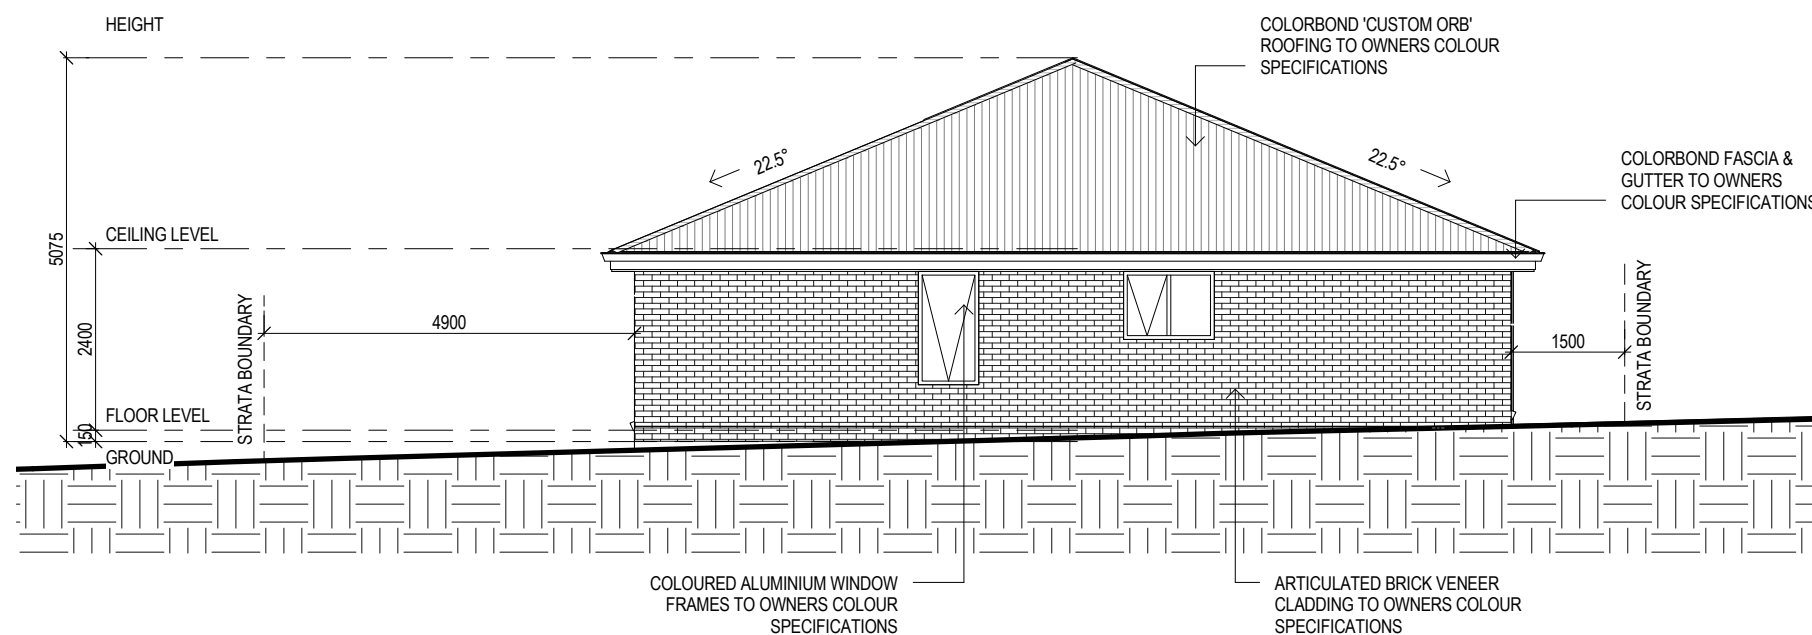 HEIGHT
COLORBOND 'CUSTOM ORB'
ROOFING TO OWNERS COLOUR
SPECIFICATIONS
22.5°
22.5°
COLORBOND FASCIA &
GUTTER TO OWNERS
COLOUR SPECIFICATIONS
5075
CEILING LEVEL
2400
STRATA BOUNDARY
4900
1500
STRATA BOUNDARY
FLOOR LEVEL
150
GROUND
COLOURED ALUMINIUM WINDOW
FRAMES TO OWNERS COLOUR
SPECIFICATIONS
ARTICULATED BRICK VENEER
CLADDING TO OWNERS COLOUR
SPECIFICATIONS